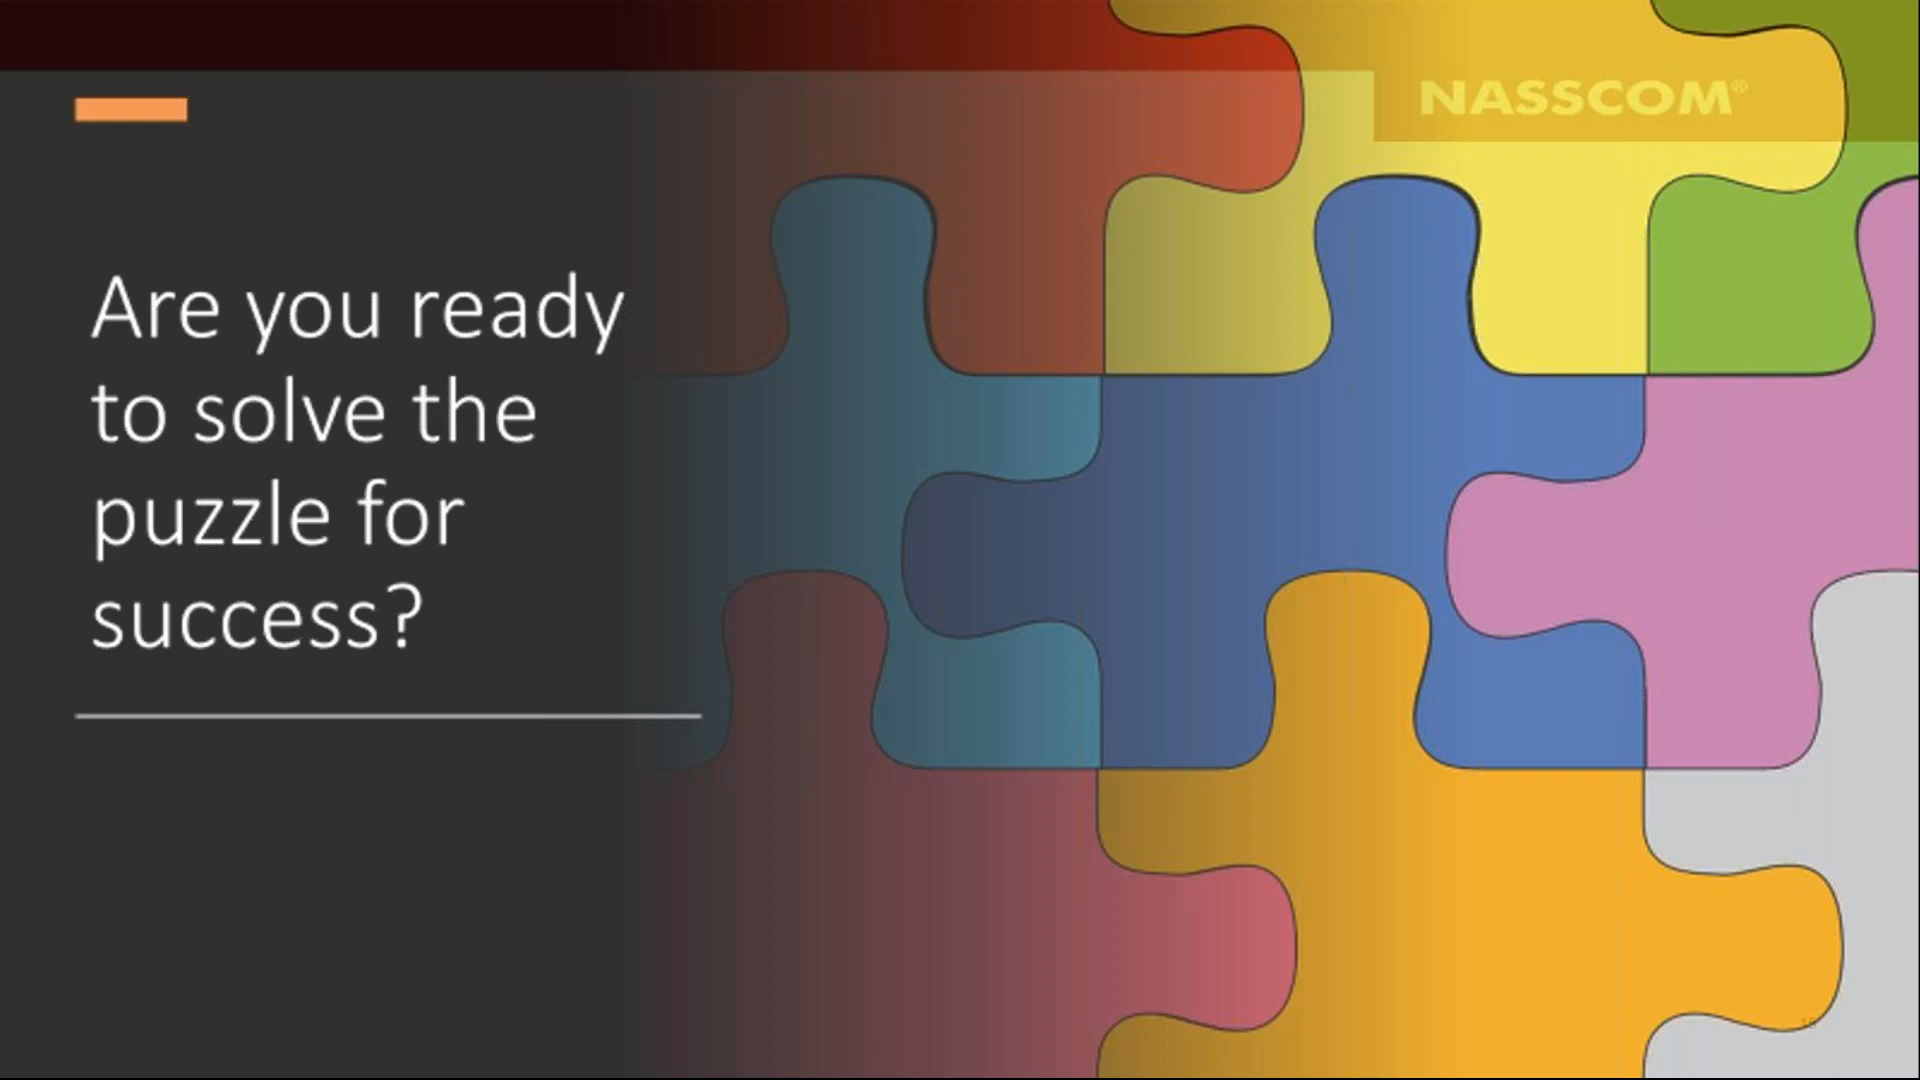 NASSCOM®
Are you ready
to solve the
puzzle for
success?